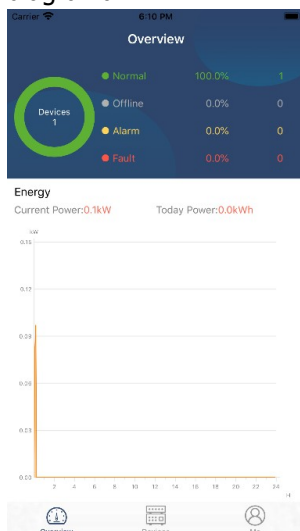 Carrier 6:10 PM
Overview
Devices
1
Normal 100.0% 1
Offline 0.0% 0
Alarm 0.0% 0
Fault 0.0% 0
Energy
Current Power:0.1kW Today Power:0.0kWh
kW
0.15
0.12
0.09
0.06
0.03
0.00
2 4 6 8 10 12 14 16 18 20 22 24
H
Overview Devices Me